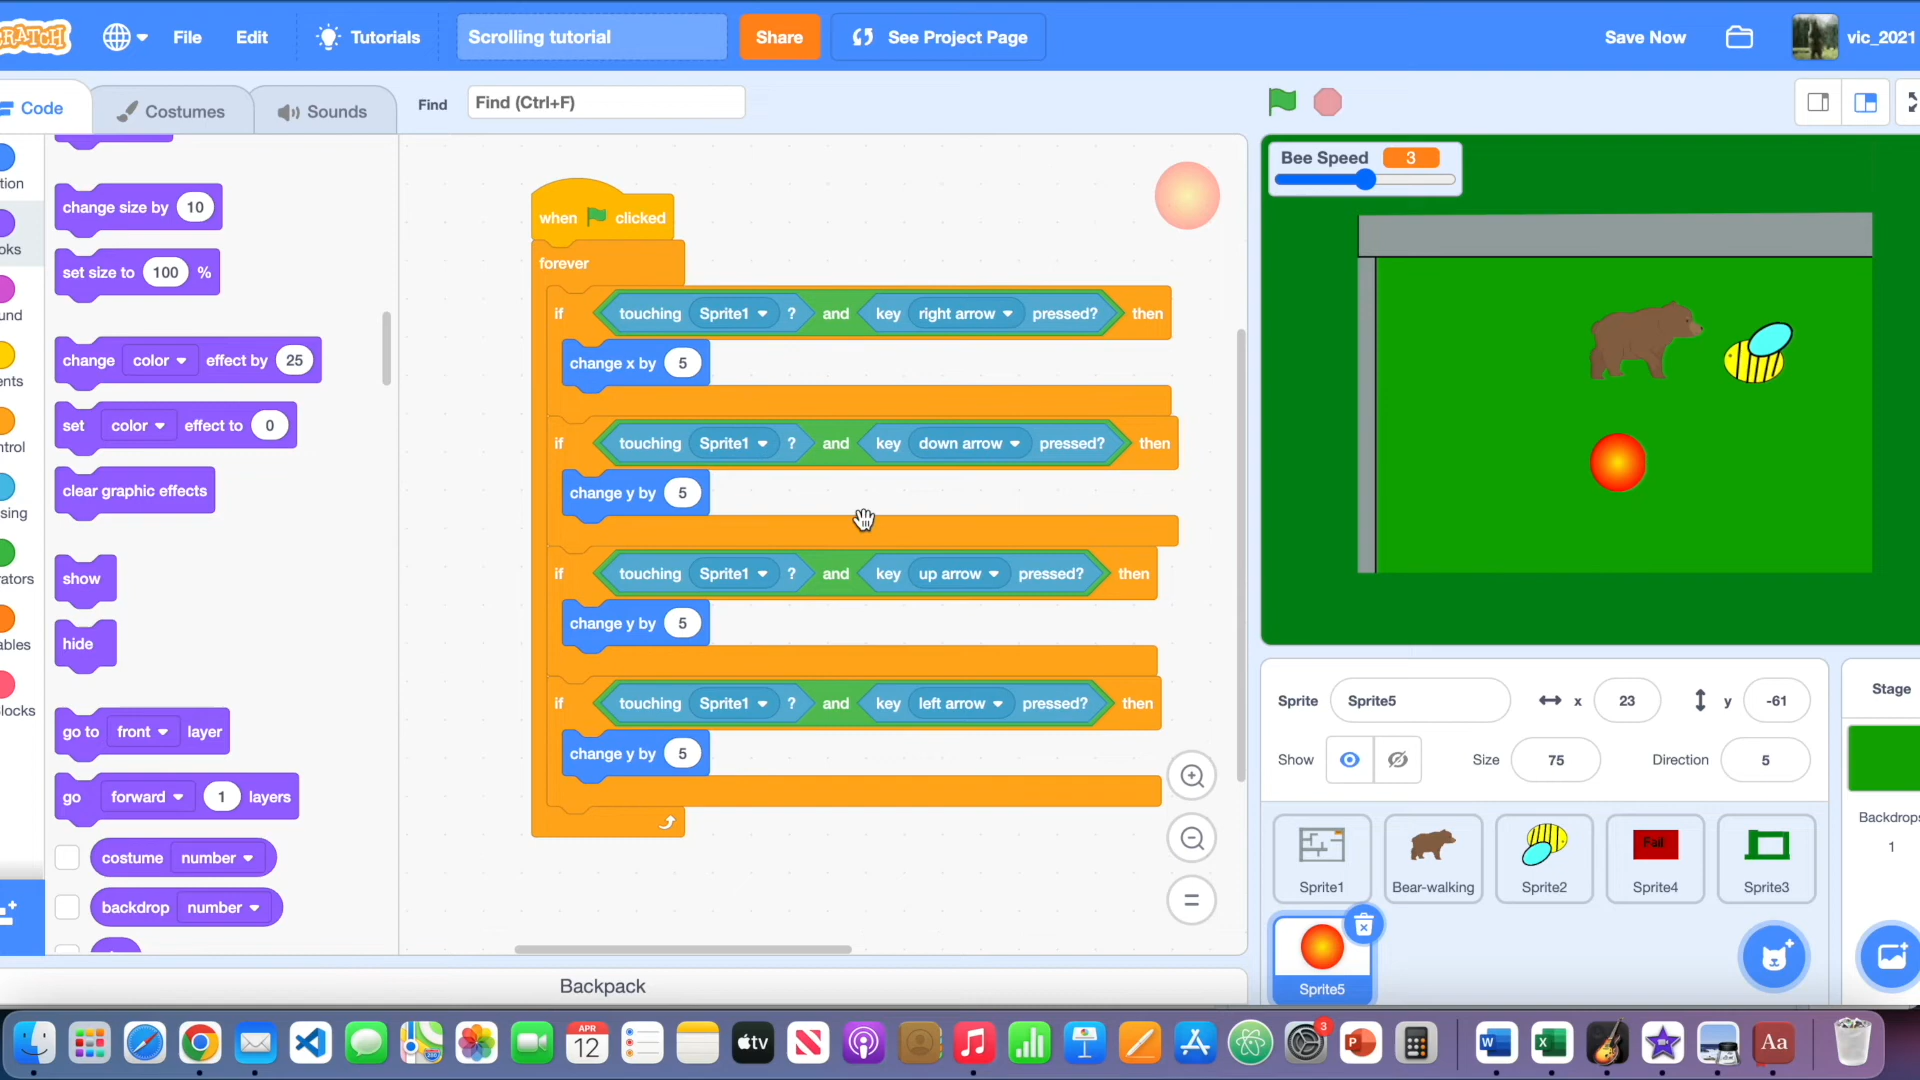 RATCH
File
Edit
Tutorials
Scrolling tutorial
Share
See Project Page
Save Now
vic_2021
Code
Costumes
Sounds
Find
Find (Ctrl+F)
tion
oks
und
ents
ntrol
sing
rators
ables
Blocks
change size by 10
set size to 100 %
change color effect by 25
set color effect to 0
clear graphic effects
show
hide
go to front layer
go forward 1 layers
costume number
backdrop number
when clicked
forever
if touching Sprite1 ? and key right arrow pressed? then
change x by 5
if touching Sprite1 ? and key down arrow pressed? then
change y by 5
if touching Sprite1 ? and key up arrow pressed? then
change y by 5
if touching Sprite1 ? and key left arrow pressed? then
change y by 5
Backpack
Bee Speed 3
Sprite Sprite5 x 23 y -61
Show Size 75 Direction 5
Stage
Backdrops
1
Sprite1
Bear-walking
Sprite2
Fail
Sprite4
Sprite3
Sprite5
APR
12
tv
3
P
W
X
Aa